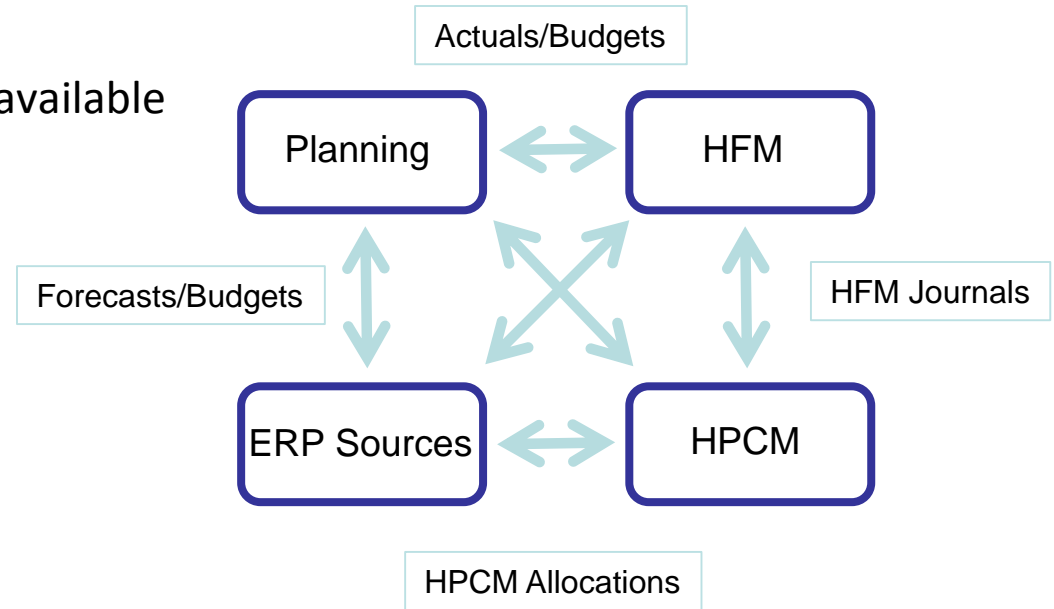 Actuals/Budgets
available
Planning
HFM
Forecasts/Budgets
HFM Journals
ERP Sources
HPCM
HPCM Allocations